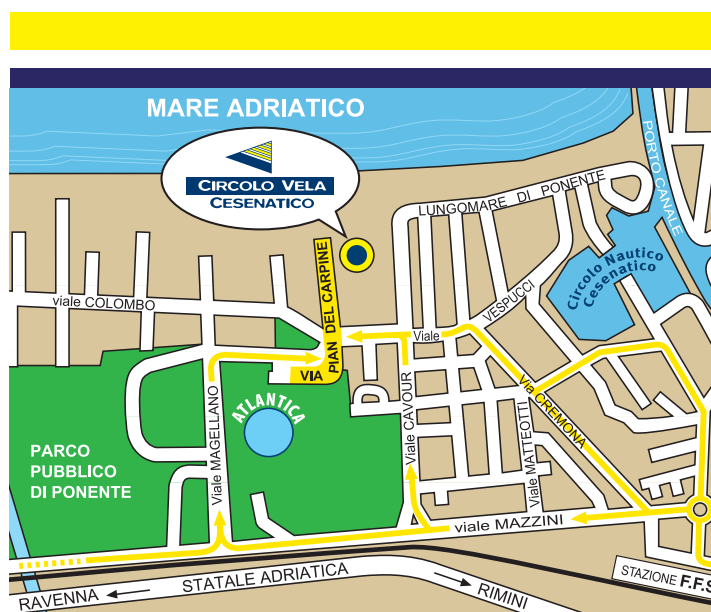 MARE ADRIATICO
CIRCOLO VELA
CESENATICO
PORTO CANALE
LUNGOMARE DI PONENTE
Circolo Nautico
Cesenatico
viale COLOMBO
VIA PIAN DEL CARPINE
Viale VESPUCCI
Via CREMONA
ATLANTICA
Viale MAGELLANO
Viale CAVOUR
Viale MATTEOTTI
PARCO
PUBBLICO
DI PONENTE
viale MAZZINI
STAZIONE F.F.S
RAVENNA
STATALE ADRIATICA
RIMINI